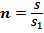 n = s/s₁